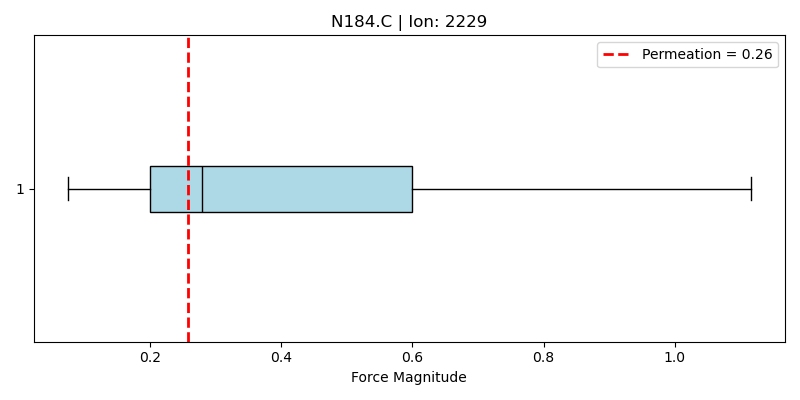 N184.C | Ion: 2229
Permeation = 0.26
1
0.2 0.4 0.6 0.8 1.0
Force Magnitude